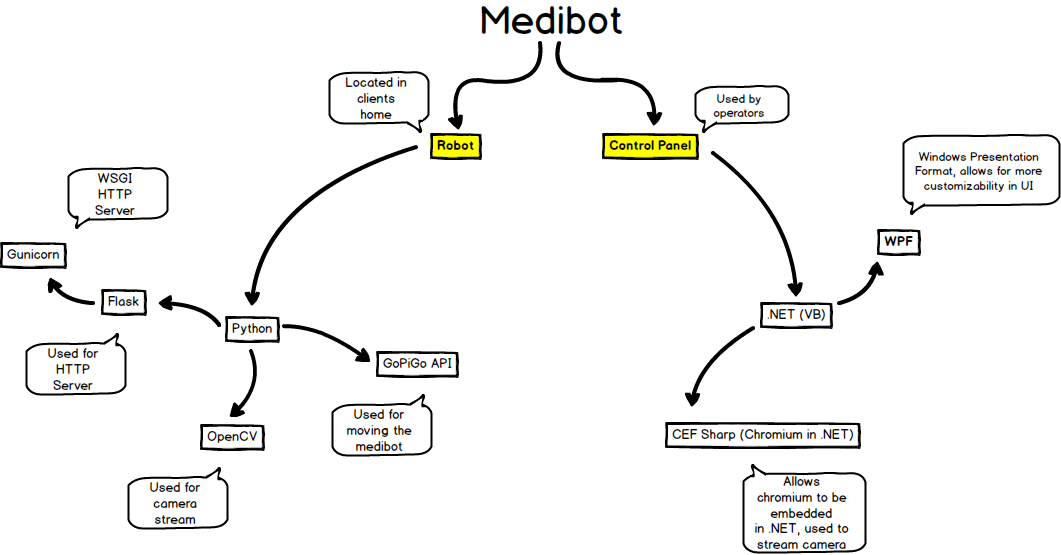 Medibot
Located in
clients
home
Used by
operators
Robot
Control Panel
Windows Presentation
Format, allows for more
customizability in UI
WSGI
HTTP
Server
WPF
Gunicorn
Flask
Python
.NET (VB)
Used for
HTTP
Server
GoPiGo API
Used for
moving the
medibot
OpenCV
CEF Sharp (Chromium in .NET)
Used for
camera
stream
Allows
chromium to be
embedded
in .NET, used to
stream camera